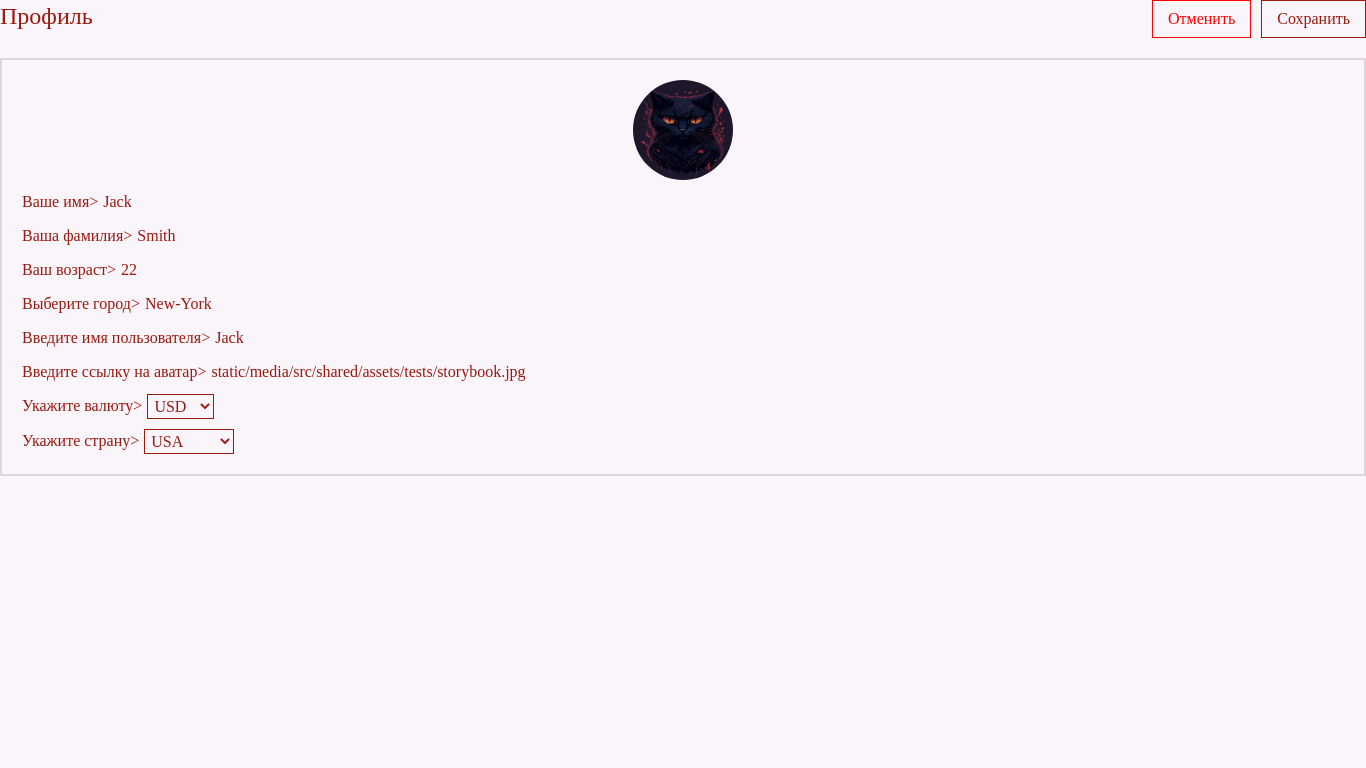 Профиль
Отменить
Сохранить
Ваше имя> Jack
Ваша фамилия> Smith
Ваш возраст> 22
Выберите город> New-York
Введите имя пользователя> Jack
Введите ссылку на аватар> static/media/src/shared/assets/tests/storybook.jpg
Укажите валюту> USD
Укажите страну> USA